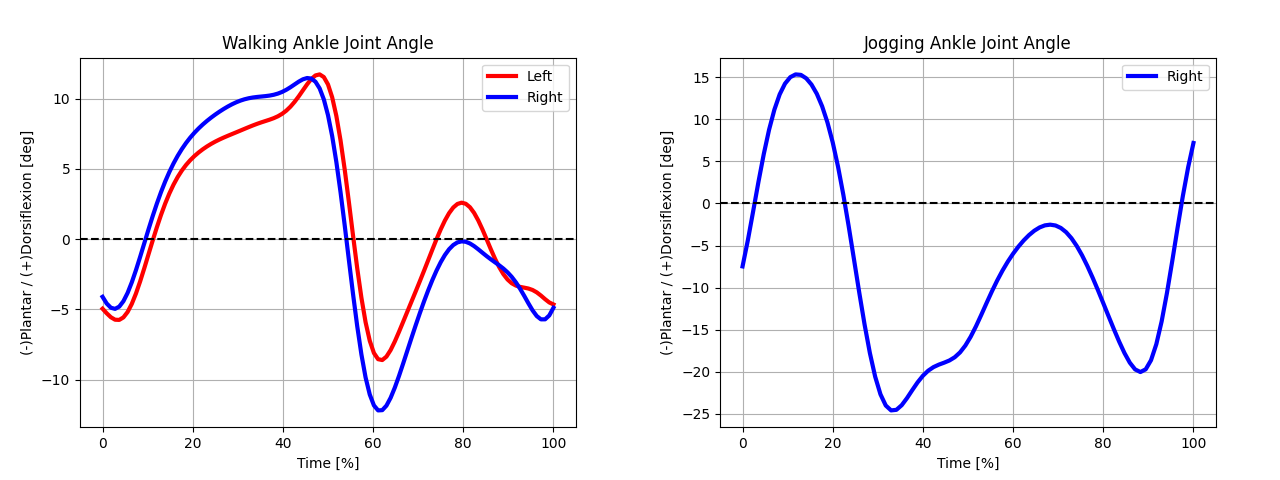 Walking Ankle Joint Angle
(-)Plantar / (+)Dorsiflexion [deg]
10
5
0
−5
−10
0 20 40 60 80 100
Time [%]
Left
Right
Jogging Ankle Joint Angle
(-)Plantar / (+)Dorsiflexion [deg]
15
10
5
0
−5
−10
−15
−20
−25
0 20 40 60 80 100
Time [%]
Right